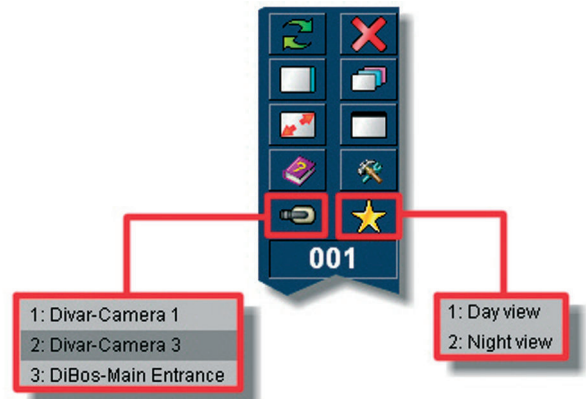 001
1: Divar-Camera 1
2: Divar-Camera 3
3: DiBos-Main Entrance
1: Day view
2: Night view